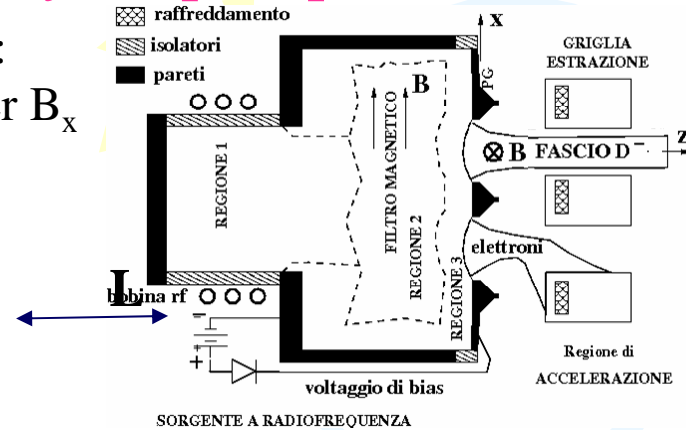 raffreddamento
isolatori
pareti
:
er Bx
x
PG
GRIGLIA
ESTRAZIONE
B
z
B FASCIO D⁻
REGIONE 1
FILTRO MAGNETICO
REGIONE 2
REGIONE 3
elettroni
L
bobina rf
-
+
voltaggio di bias
Regione di
ACCELERAZIONE
SORGENTE A RADIOFREQUENZA